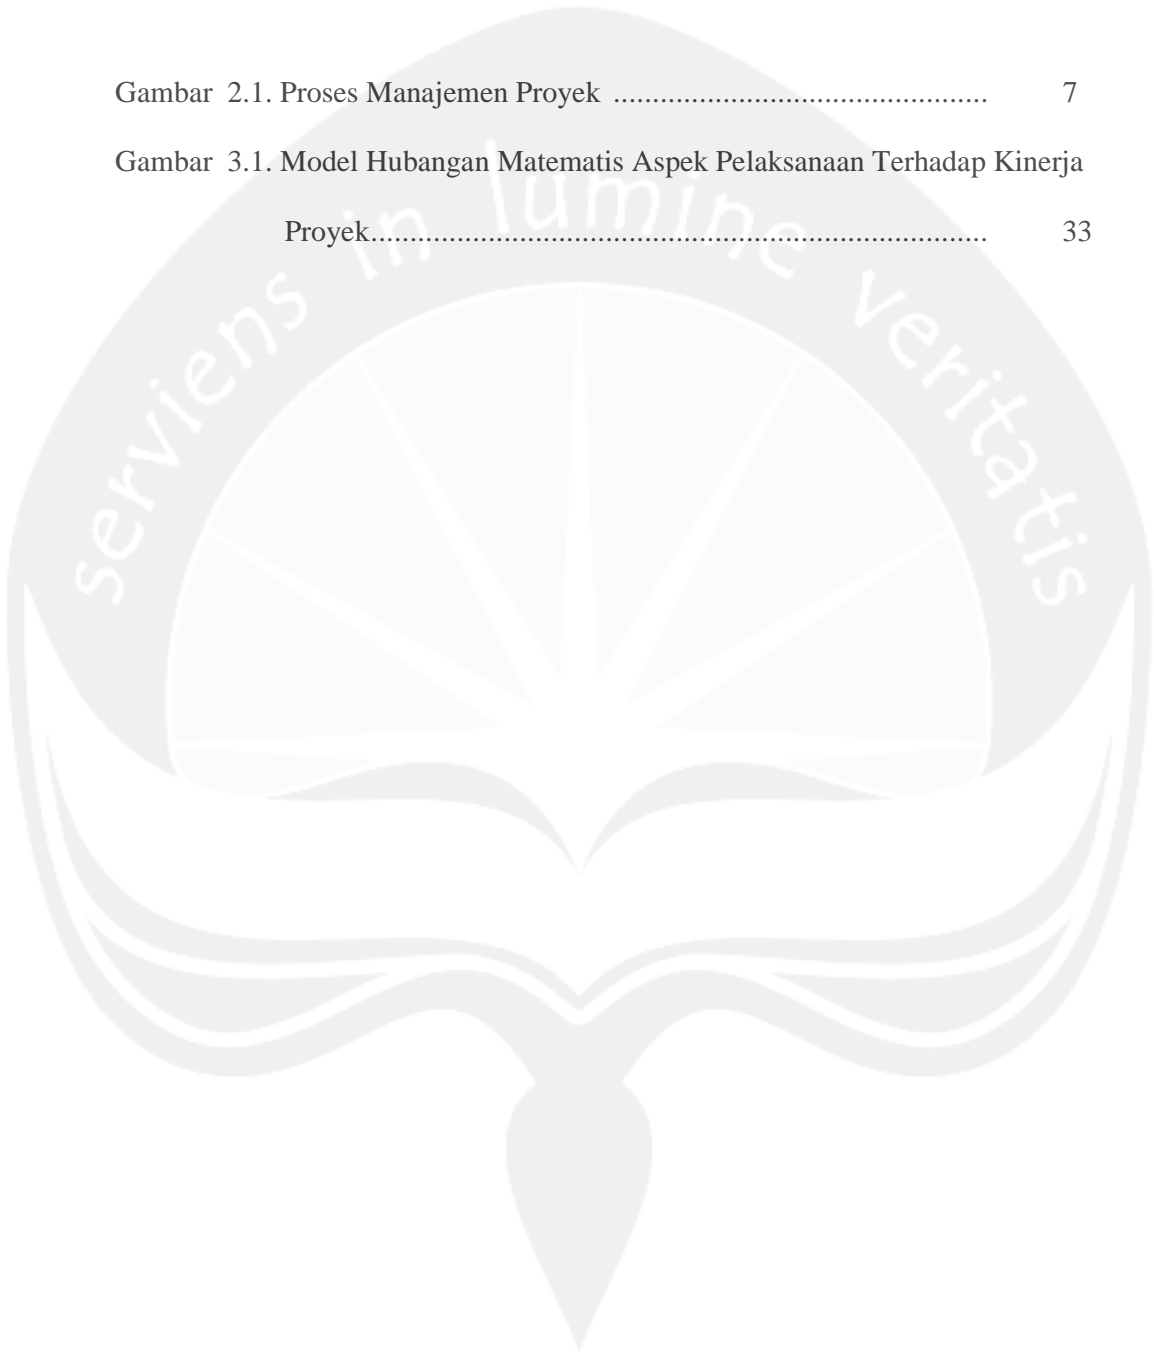 Gambar 2.1. Proses Manajemen Proyek ................................................ 7
Gambar 3.1. Model Hubangan Matematis Aspek Pelaksanaan Terhadap Kinerja
Proyek............................................................................... 33
serviens in lumine veritatis